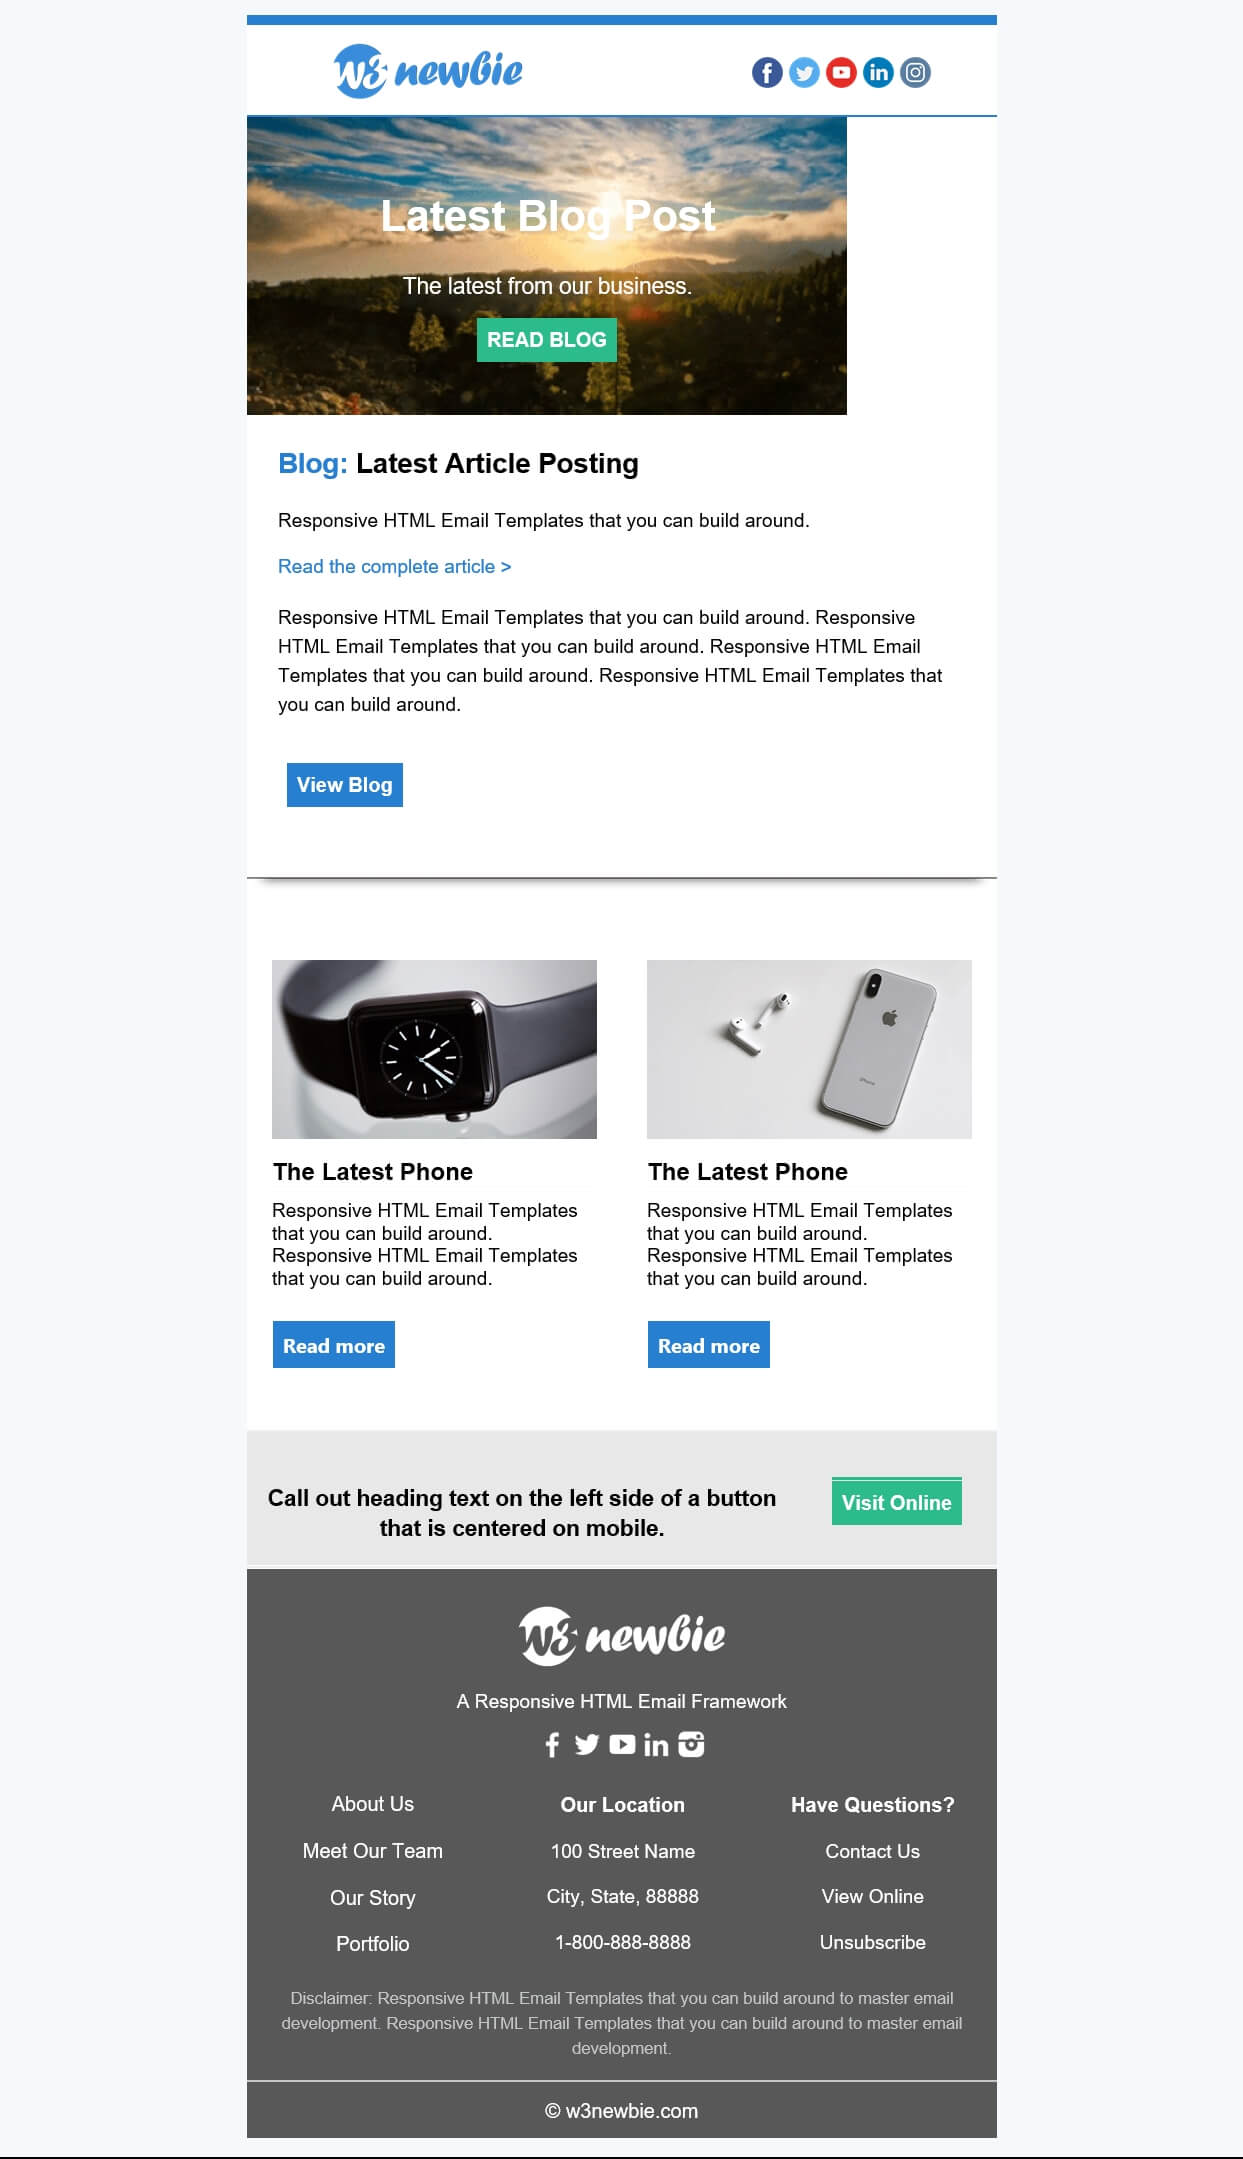 w3 newbie
Latest Blog Post
The latest from our business.
READ BLOG
Blog: Latest Article Posting
Responsive HTML Email Templates that you can build around.
Read the complete article >
Responsive HTML Email Templates that you can build around. Responsive
HTML Email Templates that you can build around. Responsive HTML Email
Templates that you can build around. Responsive HTML Email Templates that
you can build around.
View Blog
The Latest Phone
Responsive HTML Email Templates
that you can build around.
Responsive HTML Email Templates
that you can build around.
Read more
The Latest Phone
Responsive HTML Email Templates
that you can build around.
Responsive HTML Email Templates
that you can build around.
Read more
Call out heading text on the left side of a button
that is centered on mobile.
Visit Online
w3 newbie
A Responsive HTML Email Framework
About Us
Meet Our Team
Our Story
Portfolio
Our Location
100 Street Name
City, State, 88888
1-800-888-8888
Have Questions?
Contact Us
View Online
Unsubscribe
Disclaimer: Responsive HTML Email Templates that you can build around to master email
development. Responsive HTML Email Templates that you can build around to master email
development.
© w3newbie.com